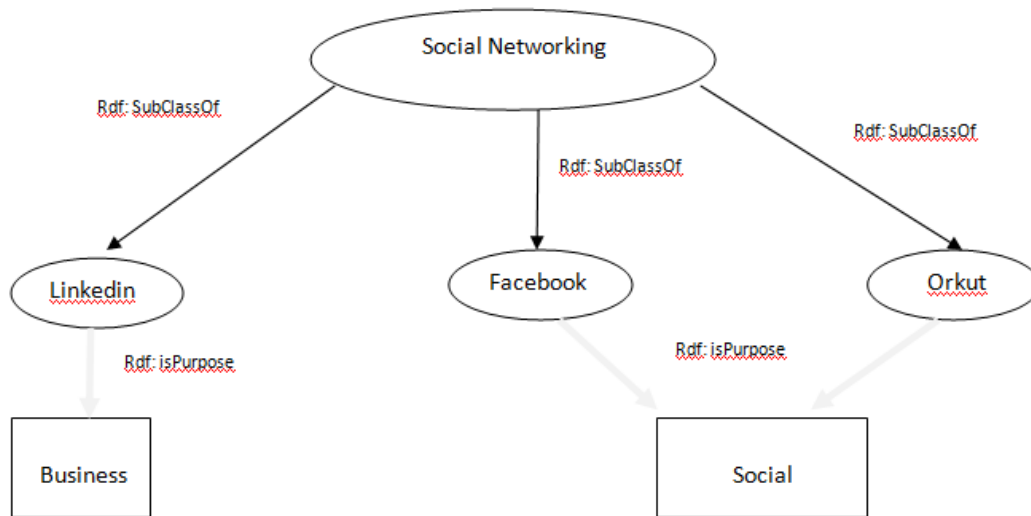 Social Networking
Rdf: SubClassOf
Rdf: SubClassOf
Rdf: SubClassOf
Linkedin
Facebook
Orkut
Rdf: isPurpose
Rdf: isPurpose
Business
Social